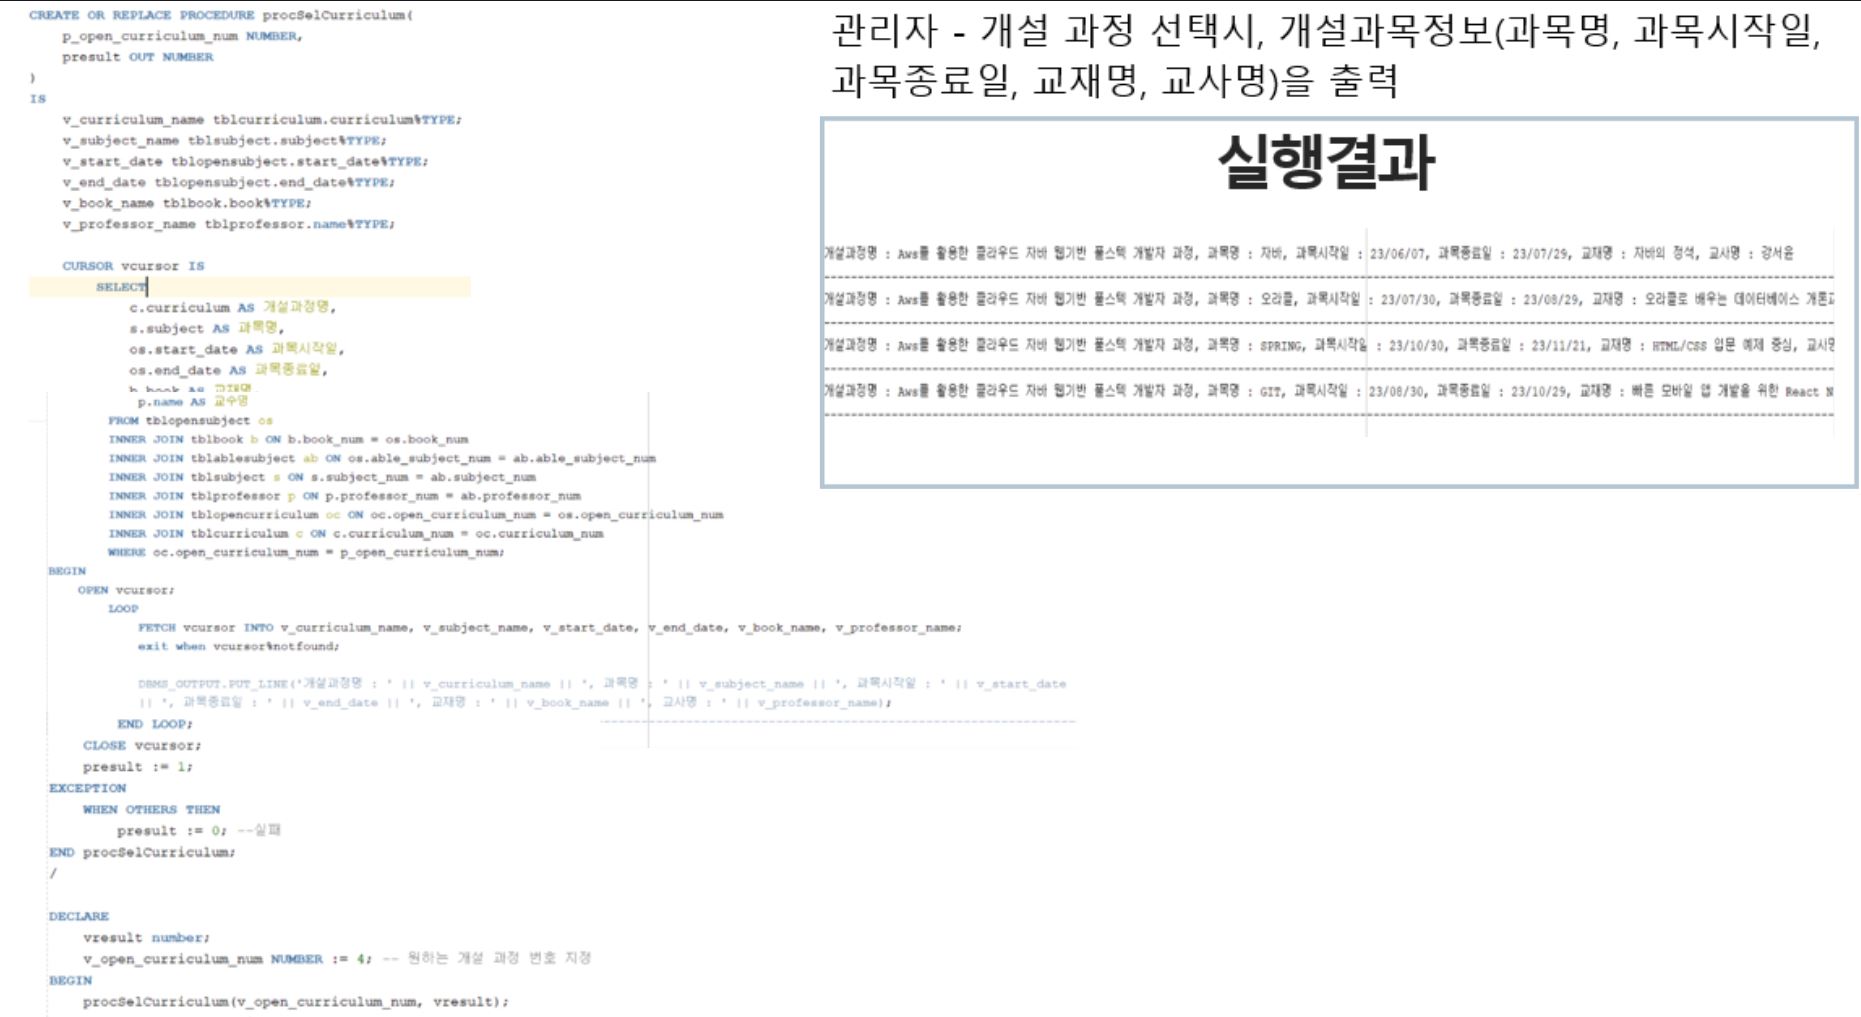 CREATE OR REPLACE PROCEDURE procSelCurriculum(
p_open_curriculum_num NUMBER,
presult OUT NUMBER
)
IS
v_curriculum_name tblcurriculum.curriculum%TYPE;
v_subject_name tblsubject.subject%TYPE;
v_start_date tblopensubject.start_date%TYPE;
v_end_date tblopensubject.end_date%TYPE;
v_book_name tblbook.book%TYPE;
v_professor_name tblprofessor.name%TYPE;
CURSOR vcursor IS
SELECT
c.curriculum AS 개설과정명,
s.subject AS 과목명,
os.start_date AS 과목시작일,
os.end_date AS 과목종료일,
b.book AS 교재명,
p.name AS 교수명
FROM tblopensubject os
INNER JOIN tblbook b ON b.book_num = os.book_num
INNER JOIN tblablesubject ab ON os.able_subject_num = ab.able_subject_num
INNER JOIN tblsubject s ON s.subject_num = ab.subject_num
INNER JOIN tblprofessor p ON p.professor_num = ab.professor_num
INNER JOIN tblopencurriculum oc ON oc.open_curriculum_num = os.open_curriculum_num
INNER JOIN tblcurriculum c ON c.curriculum_num = oc.curriculum_num
WHERE oc.open_curriculum_num = p_open_curriculum_num;
BEGIN
OPEN vcursor;
LOOP
FETCH vcursor INTO v_curriculum_name, v_subject_name, v_start_date, v_end_date, v_book_name, v_professor_name;
exit when vcursor%notfound;
DBMS_OUTPUT.PUT_LINE('개설과정명 : ' || v_curriculum_name || ', 과목명 : ' || v_subject_name || ', 과목시작일 : ' || v_start_date
|| ', 과목종료일 : ' || v_end_date || ', 교재명 : ' || v_book_name || ', 교사명 : ' || v_professor_name);
END LOOP;
CLOSE vcursor;
presult := 1;
EXCEPTION
WHEN OTHERS THEN
presult := 0; --실패
END procSelCurriculum;
/
DECLARE
vresult number;
v_open_curriculum_num NUMBER := 4; -- 원하는 개설 과정 번호 지정
BEGIN
procSelCurriculum(v_open_curriculum_num, vresult);
관리자 - 개설 과정 선택시, 개설과목정보(과목명, 과목시작일,
과목종료일, 교재명, 교사명)을 출력
실행결과
개설과정명 : Aws를 활용한 클라우드 자바 웹기반 풀스택 개발자 과정, 과목명 : 자바, 과목시작일 : 23/06/07, 과목종료일 : 23/07/29, 교재명 : 자바의 정석, 교사명 : 강서윤
개설과정명 : Aws를 활용한 클라우드 자바 웹기반 풀스택 개발자 과정, 과목명 : 오라클, 과목시작일 : 23/07/30, 과목종료일 : 23/08/29, 교재명 : 오라클로 배우는 데이터베이스 개론과
개설과정명 : Aws를 활용한 클라우드 자바 웹기반 풀스택 개발자 과정, 과목명 : SPRING, 과목시작일 : 23/10/30, 과목종료일 : 23/11/21, 교재명 : HTML/CSS 입문 예제 중심, 교사명
개설과정명 : Aws를 활용한 클라우드 자바 웹기반 풀스택 개발자 과정, 과목명 : GIT, 과목시작일 : 23/08/30, 과목종료일 : 23/10/29, 교재명 : 빠른 모바일 앱 개발을 위한 React N